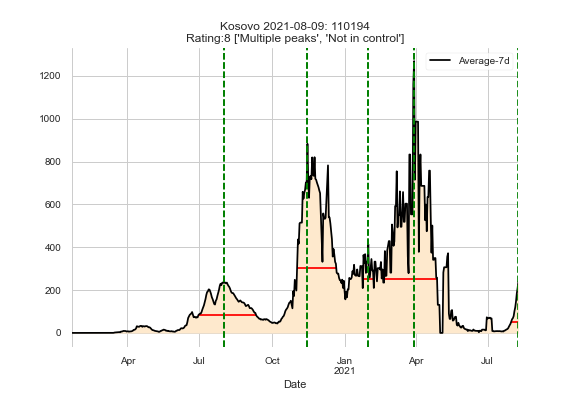 Kosovo 2021-08-09: 110194
Rating:8 ['Multiple peaks', 'Not in control']
Average-7d
1200
1000
800
600
400
200
0
Apr Jul Oct Jan Apr Jul
2021
Date